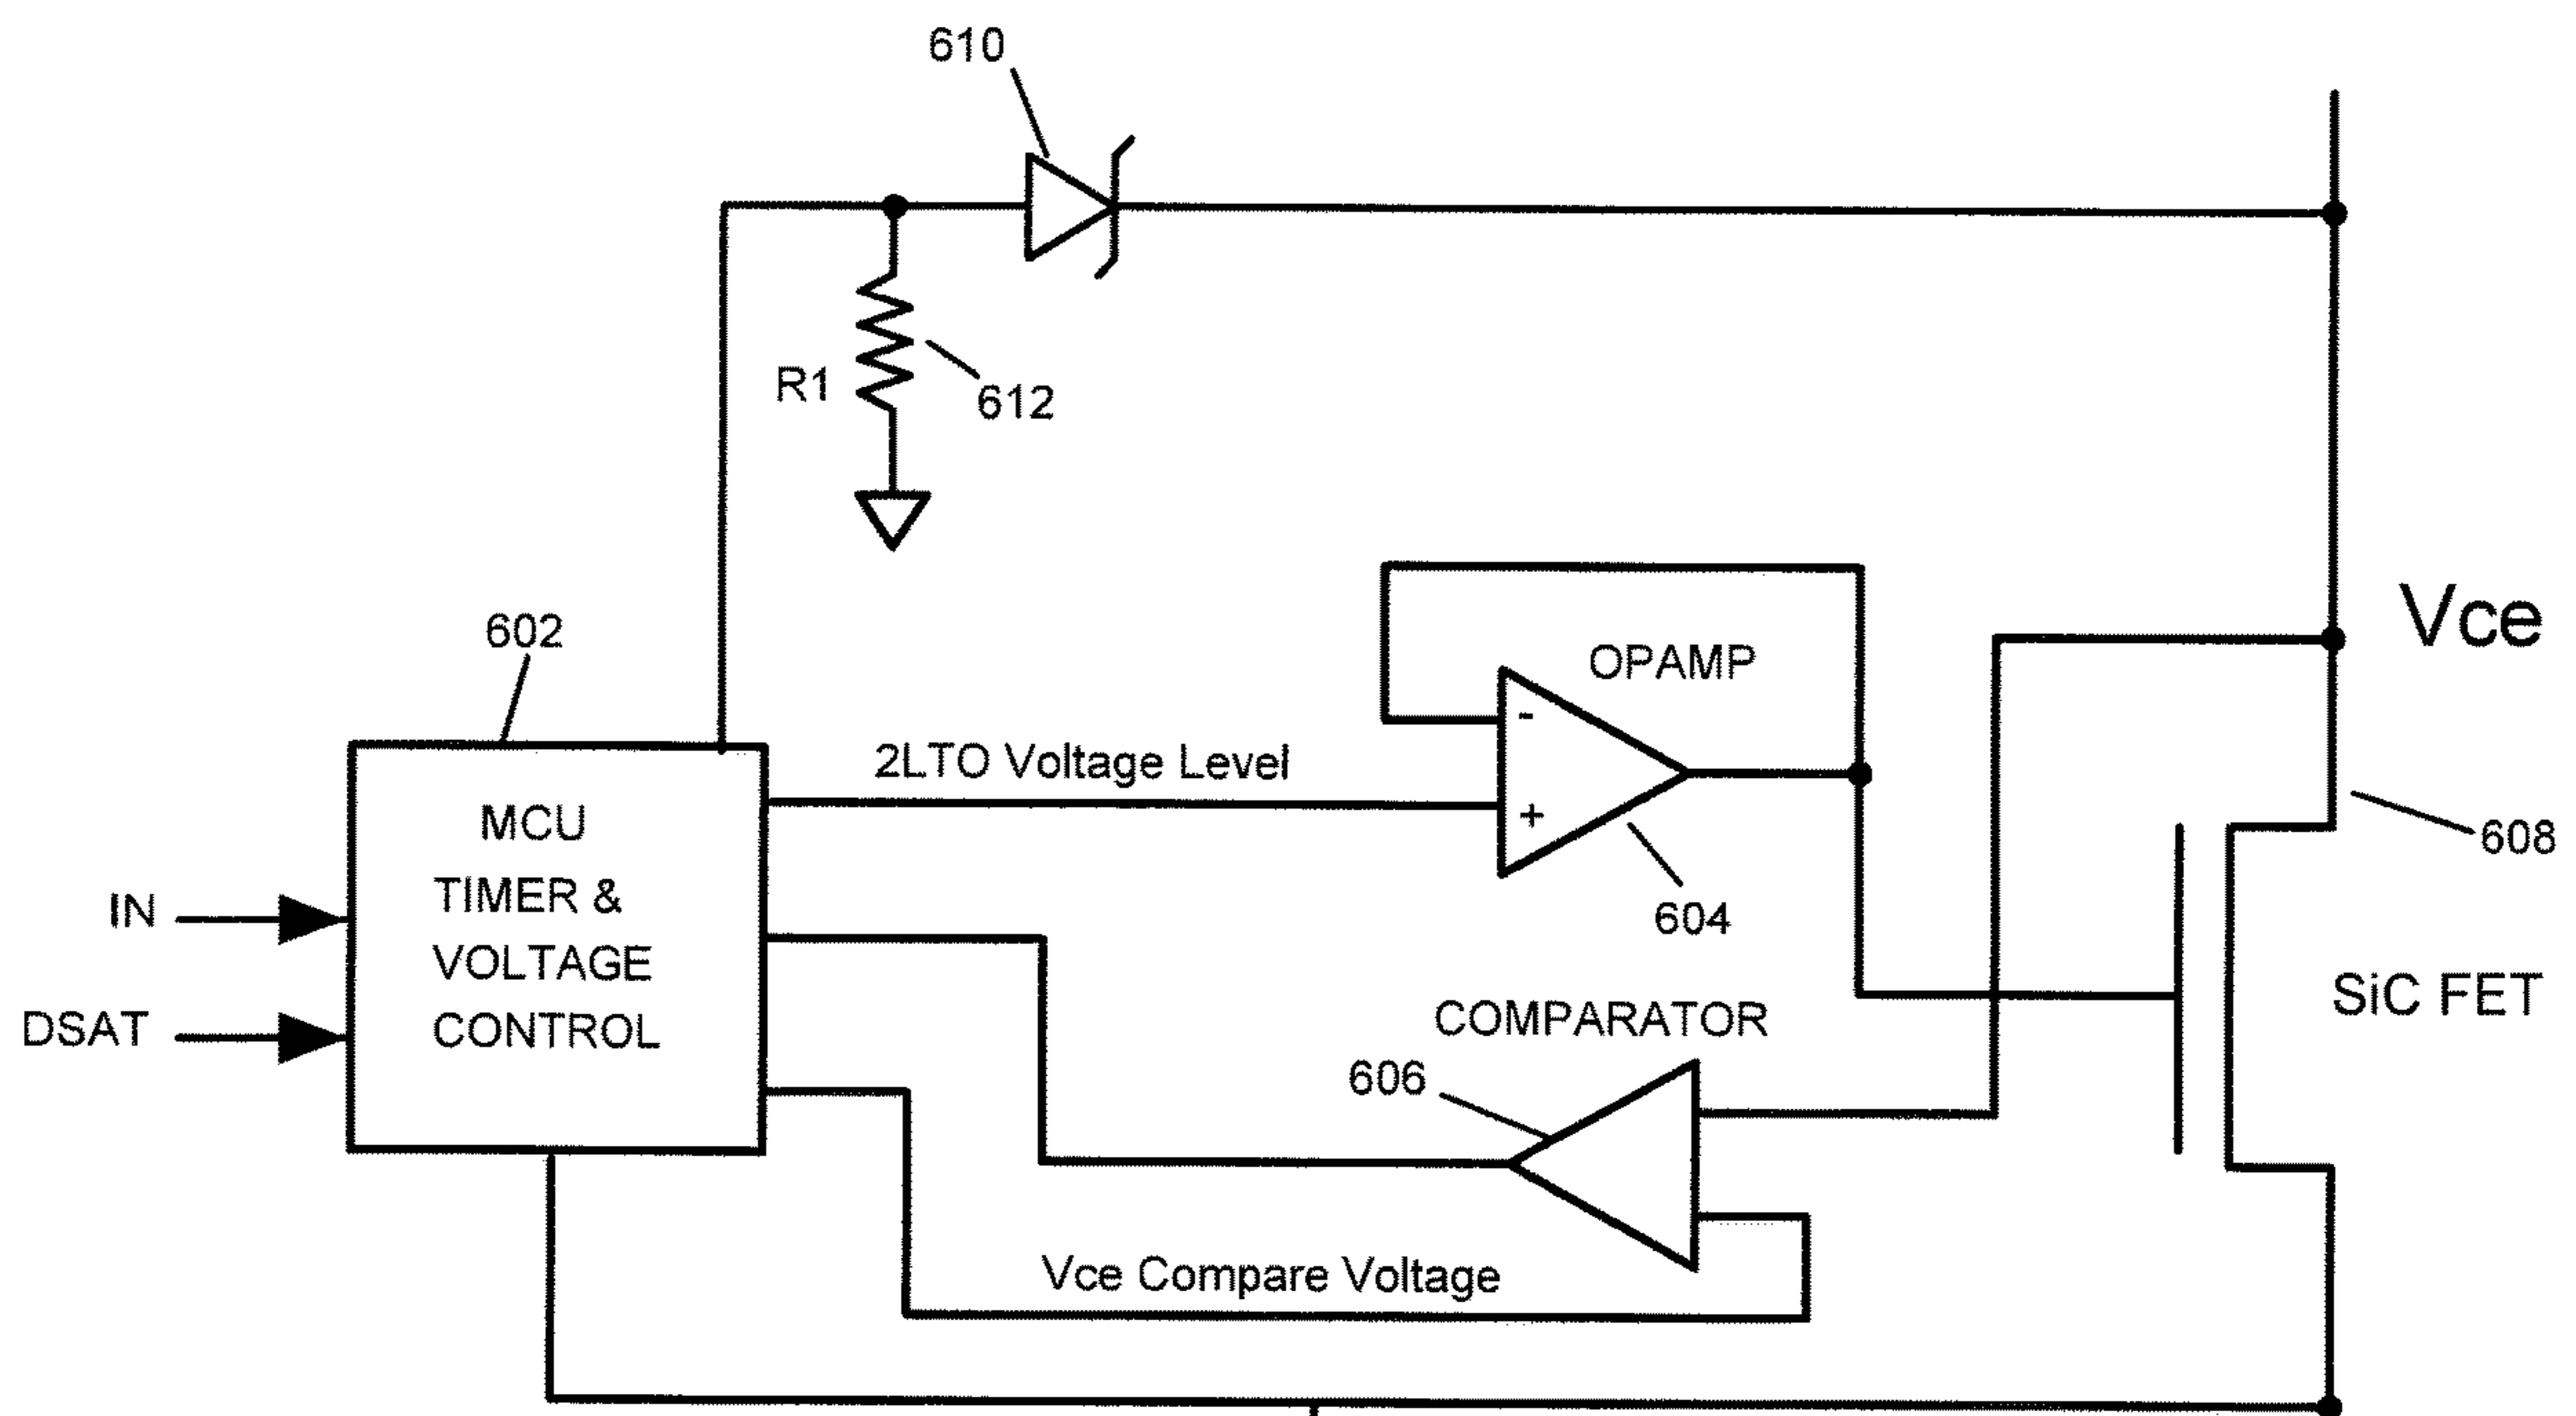 610
R1
612
602
Vce
OPAMP
-
2LTO Voltage Level
+
MCU
TIMER &
VOLTAGE
CONTROL
608
604
IN
SiC FET
DSAT
COMPARATOR
606
Vce Compare Voltage